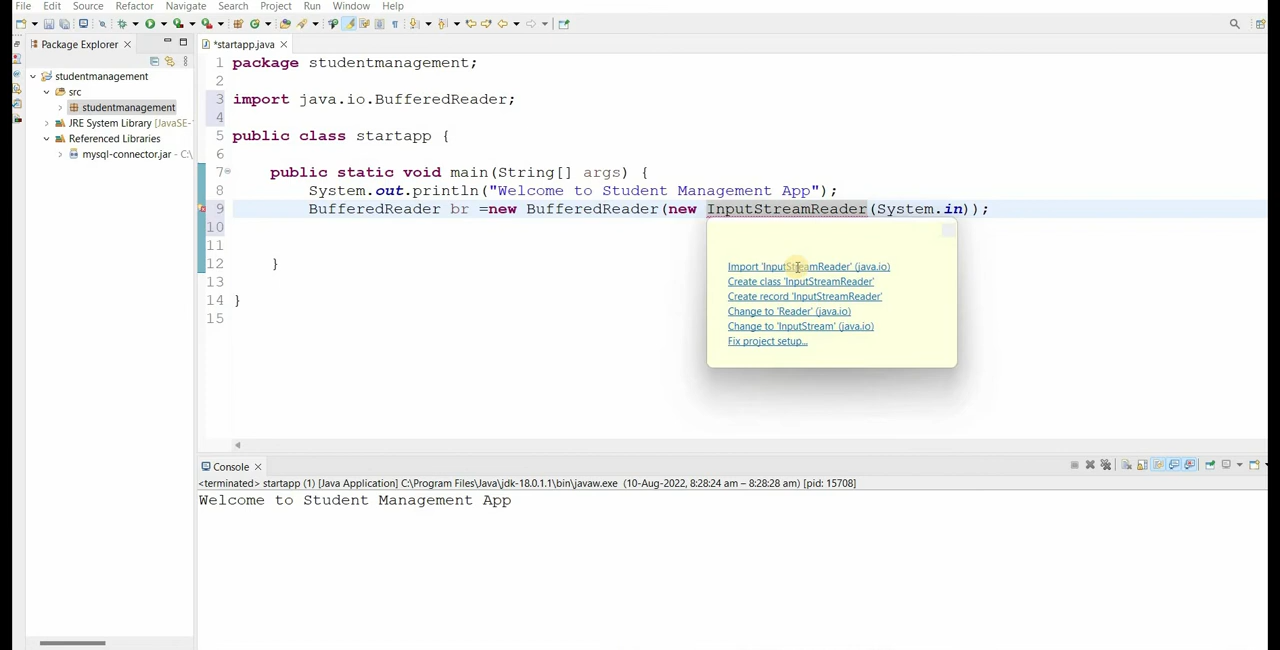 File Edit Source Refactor Navigate Search Project Run Window Help
Package Explorer
*startapp.java
studentmanagement
src
studentmanagement
JRE System Library [JavaSE-
Referenced Libraries
mysql-connector.jar - C:\
1 package studentmanagement;
2
3 import java.io.BufferedReader;
4
5 public class startapp {
6
7 public static void main(String[] args) {
8 System.out.println("Welcome to Student Management App");
9 BufferedReader br =new BufferedReader(new InputStreamReader(System.in));
10
11
12 }
13
14 }
15
Import 'InputStreamReader' (java.io)
Create class 'InputStreamReader'
Create record 'InputStreamReader'
Change to 'Reader' (java.io)
Change to 'InputStream' (java.io)
Fix project setup...
Console
<terminated> startapp (1) [Java Application] C:\Program Files\Java\jdk-18.0.1.1\bin\javaw.exe (10-Aug-2022, 8:28:24 am – 8:28:28 am) [pid: 15708]
Welcome to Student Management App